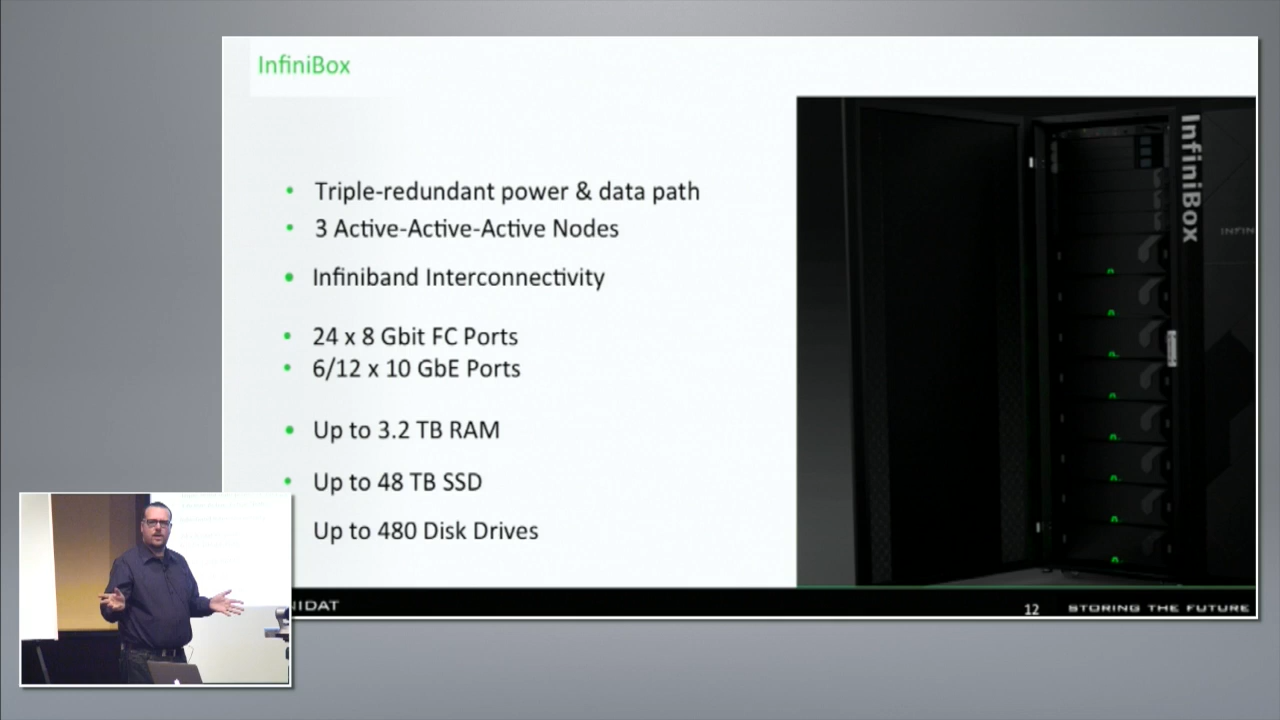 InfiniBox
Triple-redundant power & data path
3 Active-Active-Active Nodes
Infiniband Interconnectivity
24 x 8 Gbit FC Ports
6/12 x 10 GbE Ports
Up to 3.2 TB RAM
Up to 48 TB SSD
Up to 480 Disk Drives
InfiniBox
INFIN
NIDAT
12
STORING THE FUTURE